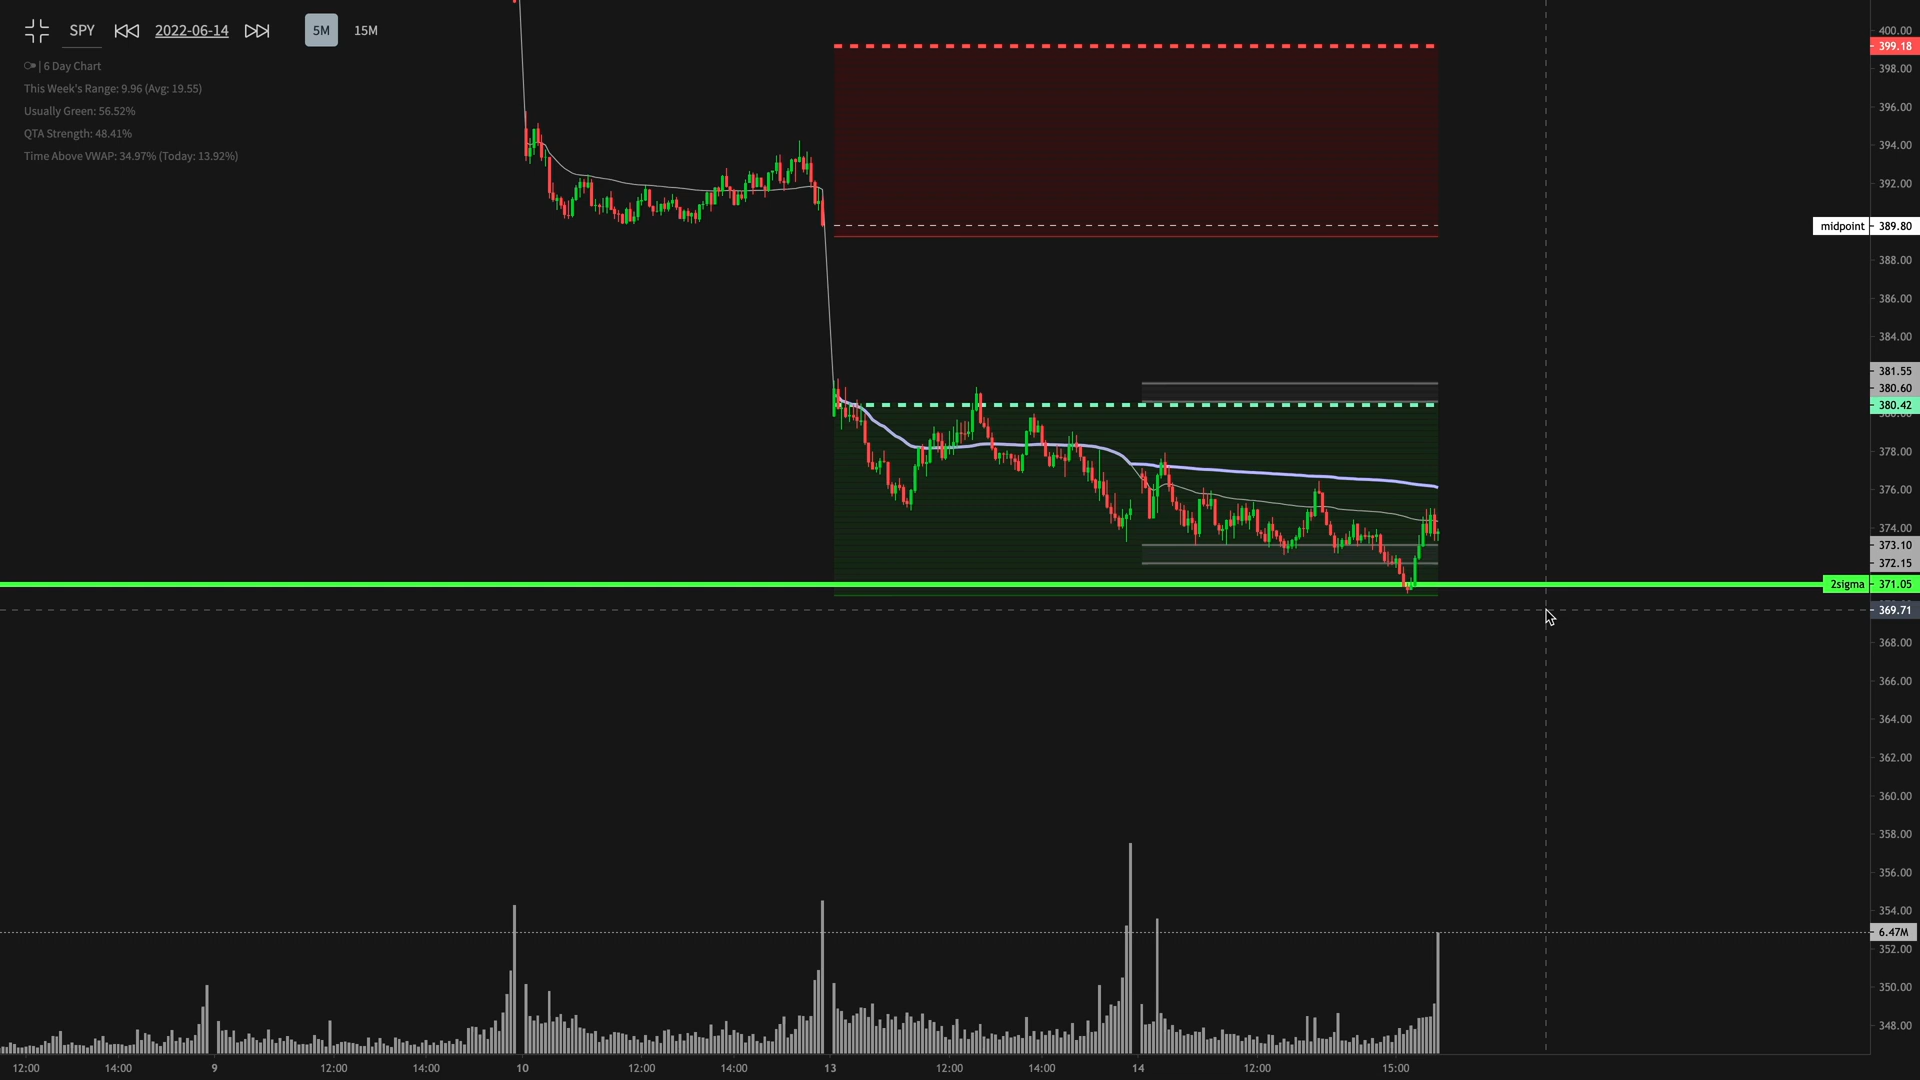 SPY 2022-06-14 5M 15M
| 6 Day Chart
This Week's Range: 9.96 (Avg: 19.55)
Usually Green: 56.52%
QTA Strength: 48.41%
Time Above VWAP: 34.97% (Today: 13.92%)
400.00
399.18
398.00
396.00
394.00
392.00
midpoint 389.80
388.00
386.00
384.00
381.55
380.60
380.42
378.00
376.00
374.00
373.10
372.15
2sigma 371.05
369.71
368.00
366.00
364.00
362.00
360.00
358.00
356.00
354.00
6.47M
352.00
350.00
348.00
12:00 14:00 9 12:00 14:00 10 12:00 14:00 13 12:00 14:00 14 12:00 15:00